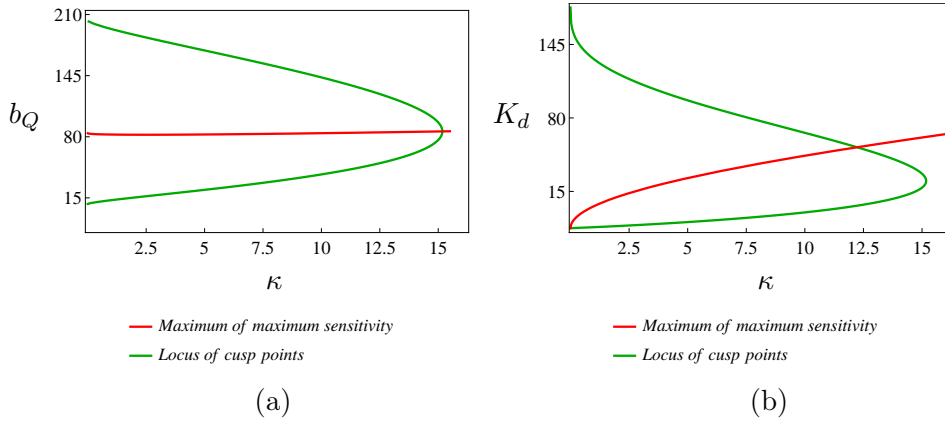 210
145
b_Q
80
15
2.5 5 7.5 10 12.5 15
κ
Maximum of maximum sensitivity
Locus of cusp points
(a)
145
K_d
80
15
2.5 5 7.5 10 12.5 15
κ
Maximum of maximum sensitivity
Locus of cusp points
(b)